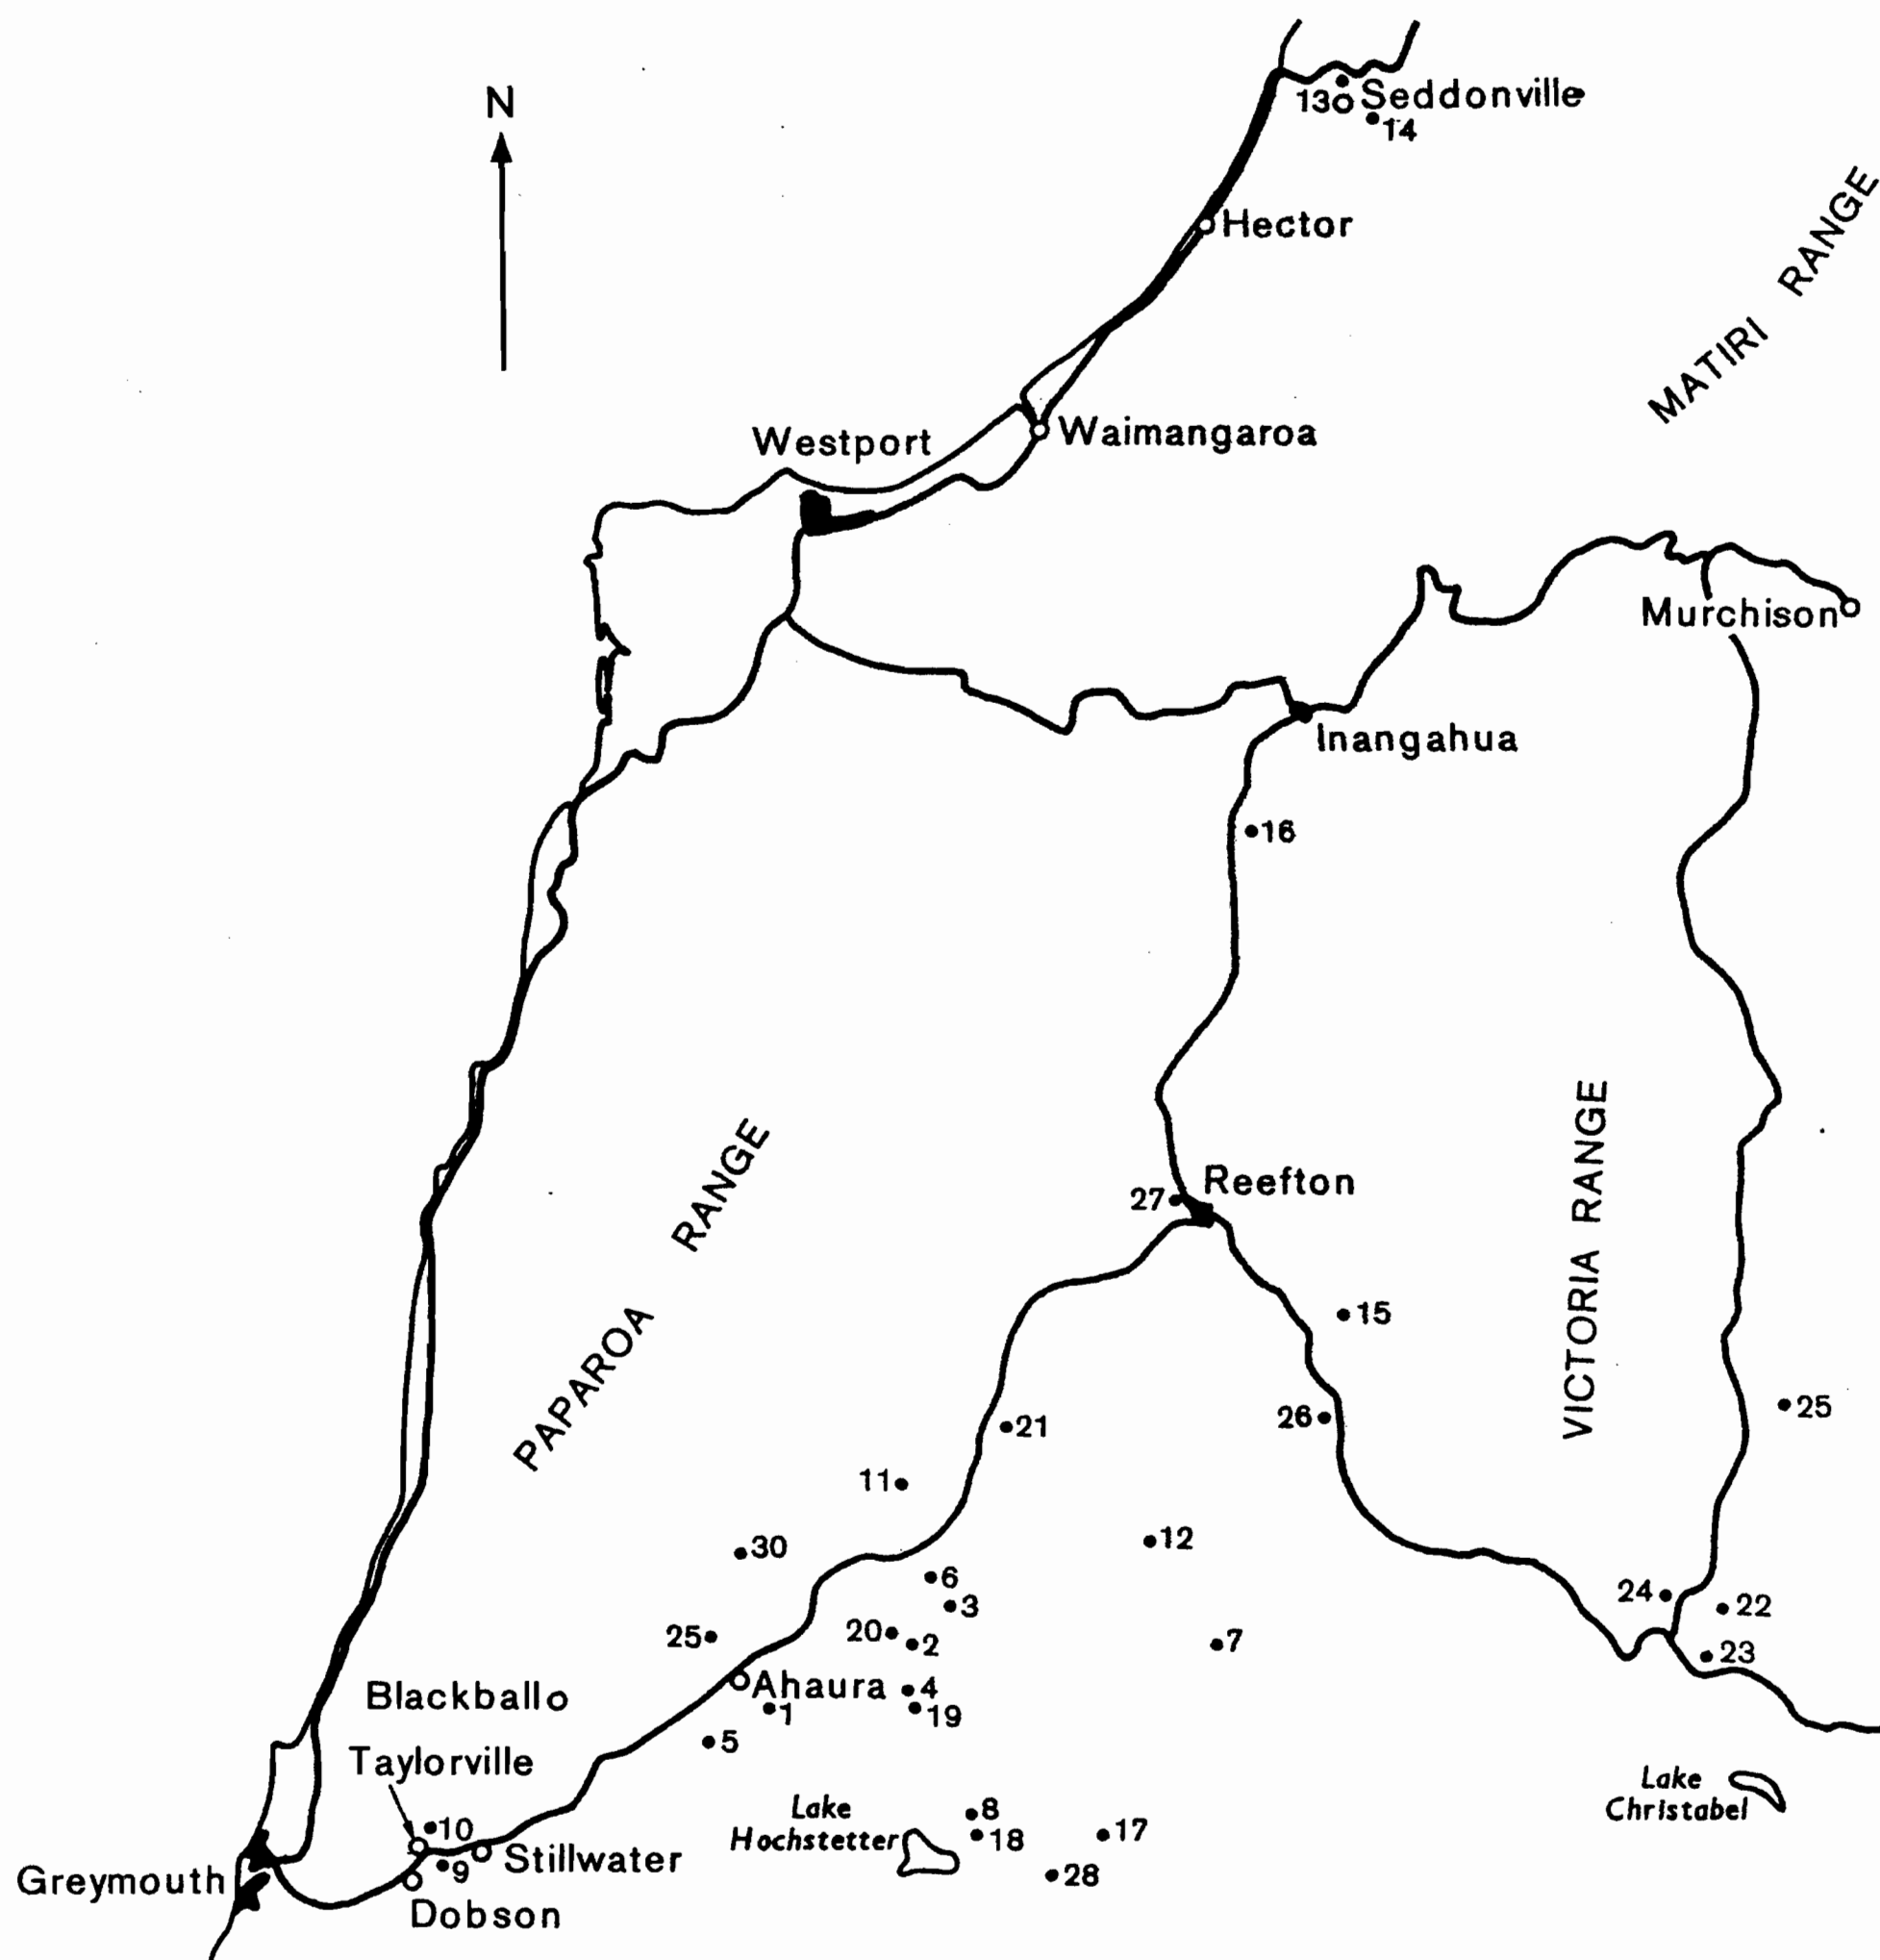 N
13 Seddonville
14
Hector
MATIRI RANGE
Westport
Waimangaroa
Murchison
Inangahua
16
Reefton
27
PAPAROA RANGE
VICTORIA RANGE
15
25
26
21
11
12
30
6
3
24
22
25
20
2
7
23
Ahaura
4
1
19
5
Blackball
Taylorville
Lake
Christabel
Lake
Hochstetter
8
18
17
28
10
9
Stillwater
Greymouth
Dobson